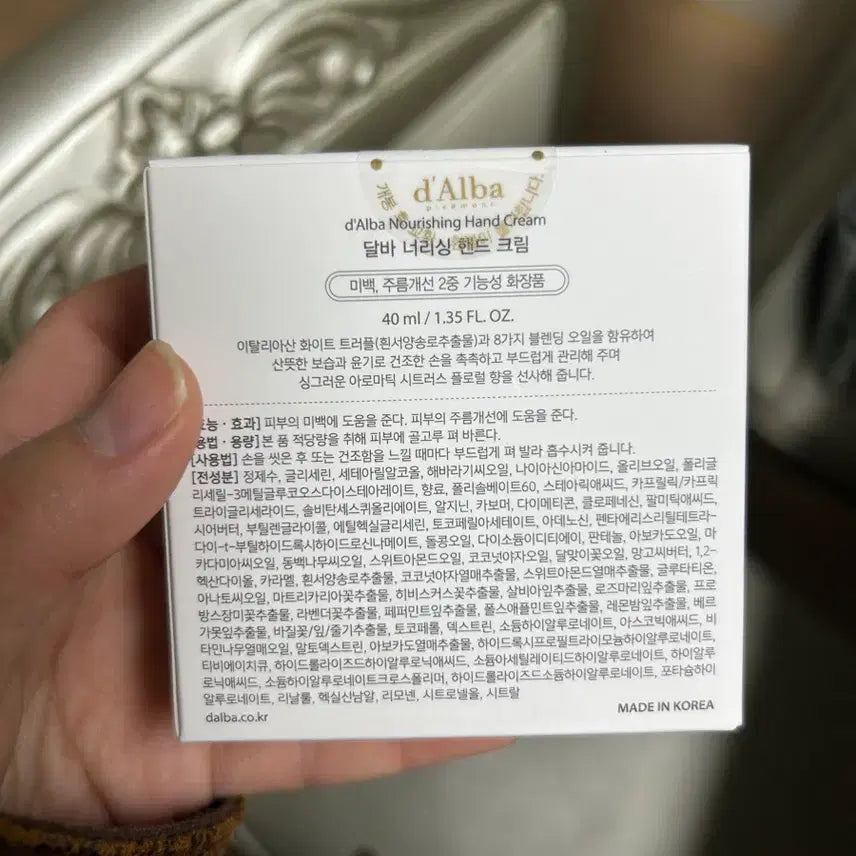 d'Alba
piemonte
d'Alba Nourishing Hand Cream
달바 너리싱 핸드 크림
미백, 주름개선 2중 기능성 화장품
40 ml / 1.35 FL. OZ.
이탈리아산 화이트 트러플(흰서양송로추출물)과 8가지 블렌딩 오일을 함유하여
산뜻한 보습과 윤기로 건조한 손을 촉촉하고 부드럽게 관리해 주며
싱그러운 아로마틱 시트러스 플로럴 향을 선사해 줍니다.
효과] 피부의 미백에 도움을 준다. 피부의 주름개선에 도움을 준다.
용법·용량] 본 품 적당량을 취해 피부에 골고루 펴 바른다.
[사용법] 손을 씻은 후 또는 건조함을 느낄 때마다 부드럽게 펴 발라 흡수시켜 줍니다.
[전성분] 정제수, 글리세린, 세테아릴알코올, 해바라기씨오일, 나이아신아마이드, 올리브오일, 폴리글
리세릴-3메틸글루코오스다이스테아레이트, 향료, 폴리솔베이트60, 스테아릭애씨드, 카프릴릭/카프릭
트라이글리세라이드, 솔비탄세스퀴올리에이트, 알지닌, 카보머, 다이메티콘, 클로페네신, 팔미틱애씨드,
시어버터, 부틸렌글라이콜, 에틸헥실글리세린, 토코페릴아세테이트, 아데노신, 펜타에리스리틸테트라-
다이-t-부틸하이드록시하이드로신나메이트, 돌콩오일, 다이소듐이디티에이, 판테놀, 아보카도오일, 마
카다미아씨오일, 동백나무씨오일, 스위트아몬드오일, 코코넛야자오일, 달맞이꽃오일, 망고씨버터, 1,2-
헥산다이올, 카라멜, 흰서양송로추출물, 코코넛야자열매추출물, 스위트아몬드열매추출물, 글루타티온,
아나토씨오일, 마트리카리아꽃추출물, 히비스커스꽃추출물, 살비아잎추출물, 로즈마리잎추출물, 프로
방스장미꽃추출물, 라벤더꽃추출물, 페퍼민트잎추출물, 폴스애플민트잎추출물, 레몬밤잎추출물, 베르
가못잎추출물, 바질꽃/잎/줄기추출물, 토코페롤, 덱스트린, 소듐하이알루로네이트, 아스코빅애씨드, 비
타민나무열매오일, 말토덱스트린, 아보카도열매추출물, 하이드록시프로필트라이모늄하이알루로네이트,
티비에이치큐, 하이드롤라이즈드하이알루로닉애씨드, 소듐아세틸레이티드하이알루로네이트, 하이알루
로닉애씨드, 소듐하이알루로네이트크로스폴리머, 하이드롤라이즈드소듐하이알루로네이트, 포타슘하이
알루로네이트, 리날룰, 헥실신남알, 리모넨, 시트로넬올, 시트랄
dalba.co.kr
MADE IN KOREA